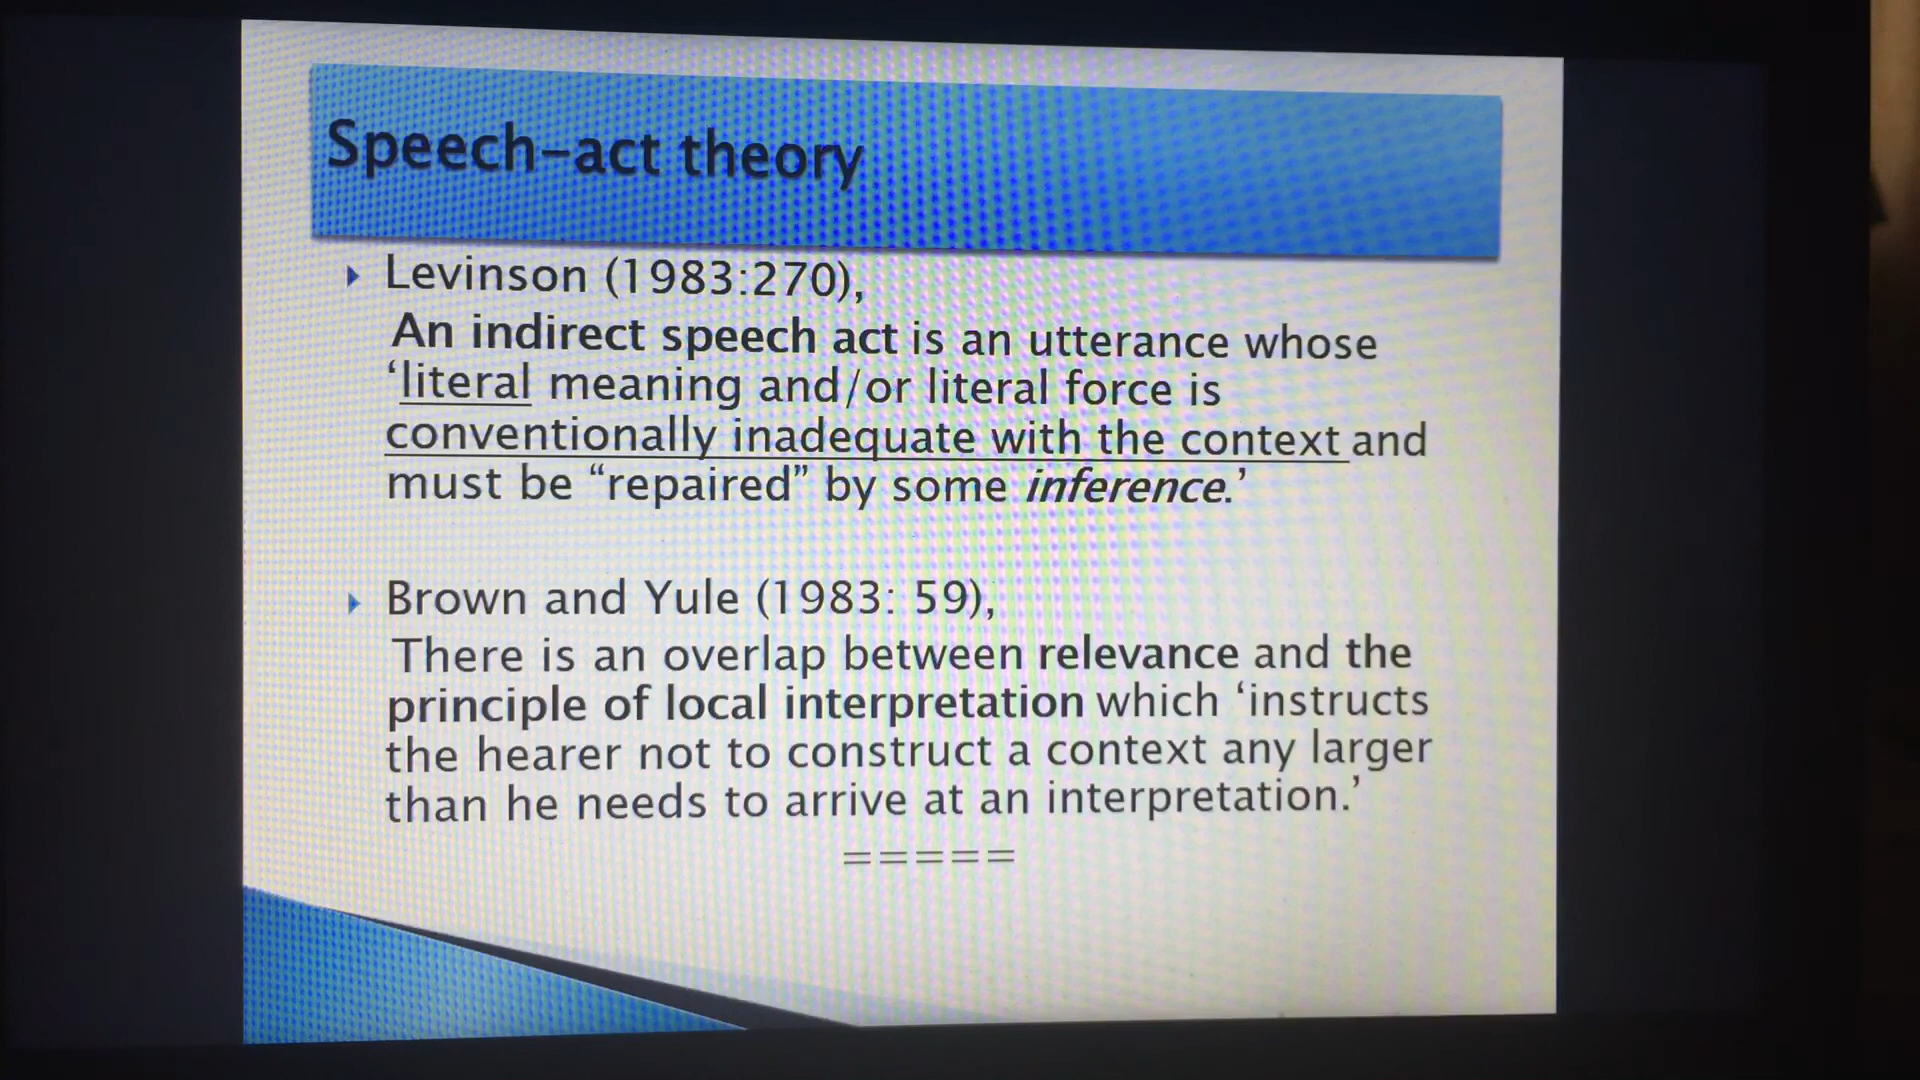 Speech-act theory
Levinson (1983:270),
An indirect speech act is an utterance whose
‘literal meaning and/or literal force is
conventionally inadequate with the context and
must be “repaired” by some inference.’
Brown and Yule (1983: 59),
There is an overlap between relevance and the
principle of local interpretation which ‘instructs
the hearer not to construct a context any larger
than he needs to arrive at an interpretation.’
=====